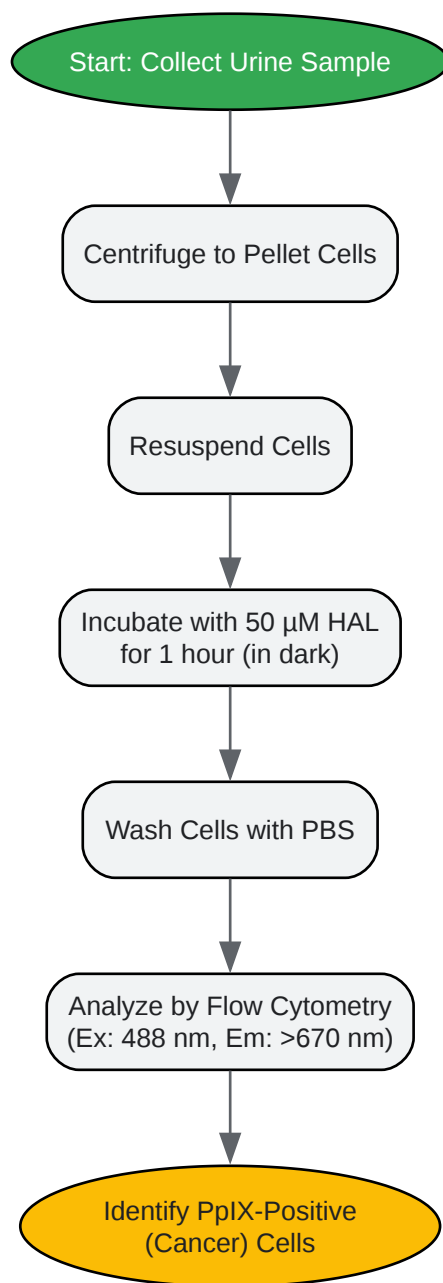 Start: Collect Urine Sample
Centrifuge to Pellet Cells
Resuspend Cells
Incubate with 50 µM HAL
for 1 hour (in dark)
Wash Cells with PBS
Analyze by Flow Cytometry
(Ex: 488 nm, Em: >670 nm)
Identify PpIX-Positive
(Cancer) Cells